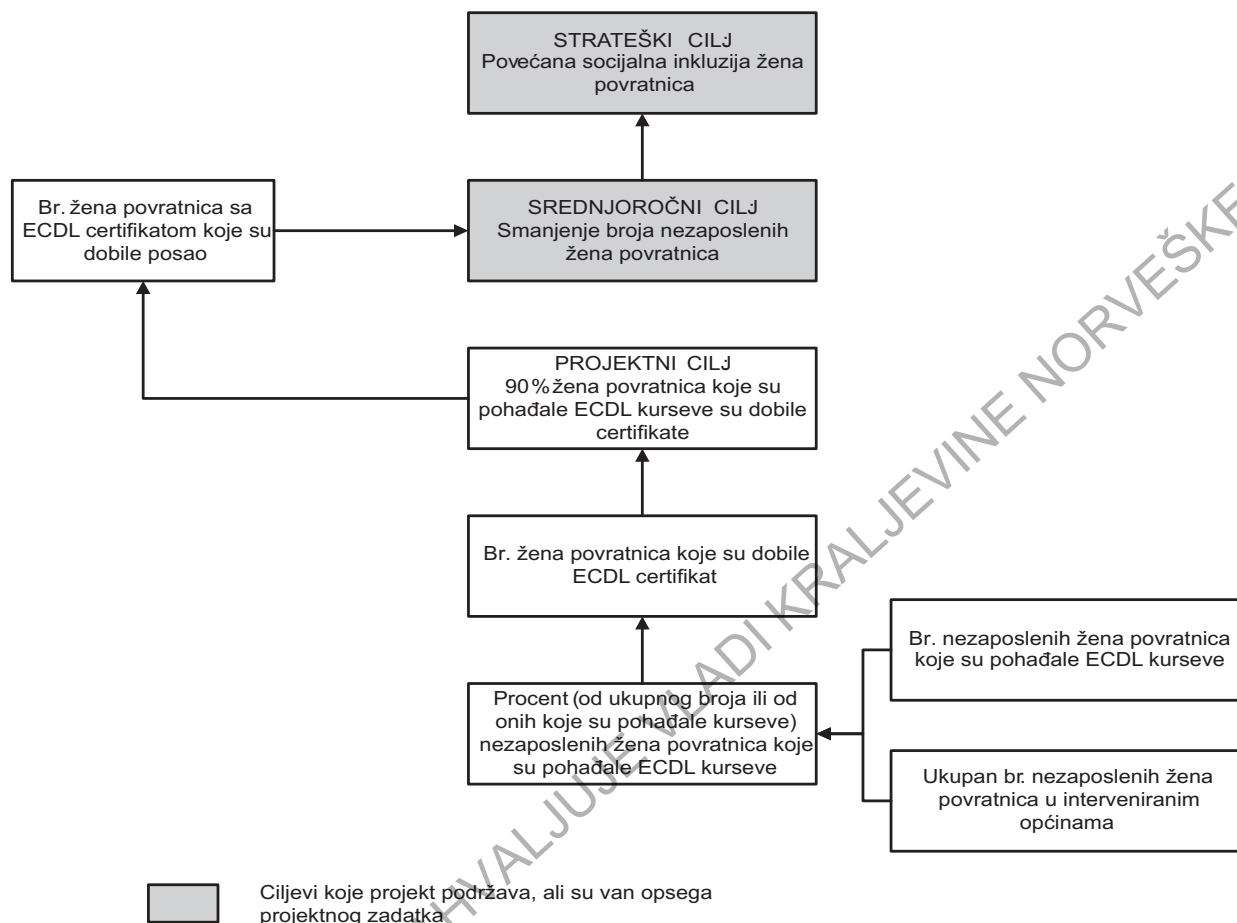 STRATEŠKI CILJ
Povećana socijalna inkluzija žena
povratnica
Br. žena povratnica sa
ECDL certifikatom koje su
dobile posao
SREDNJOROČNI CILJ
Smanjenje broja nezaposlenih
žena povratnica
PROJEKTNI CILJ
90% žena povratnica koje su
pohađale ECDL kurseve su dobile
certifikate
Br. žena povratnica koje su dobile
ECDL certifikat
Procent (od ukupnog broja ili od
onih koje su pohađale kurseve)
nezaposlenih žena povratnica koje
su pohađale ECDL kurseve
Br. nezaposlenih žena povratnica
koje su pohađale ECDL kurseve
Ukupan br. nezaposlenih žena
povratnica u interveniranim
općinama
Ciljevi koje projekt podržava, ali su van opsega
projektnog zadatka
HVALJUJE VLADI KRALJEVINE NORVEŠKE